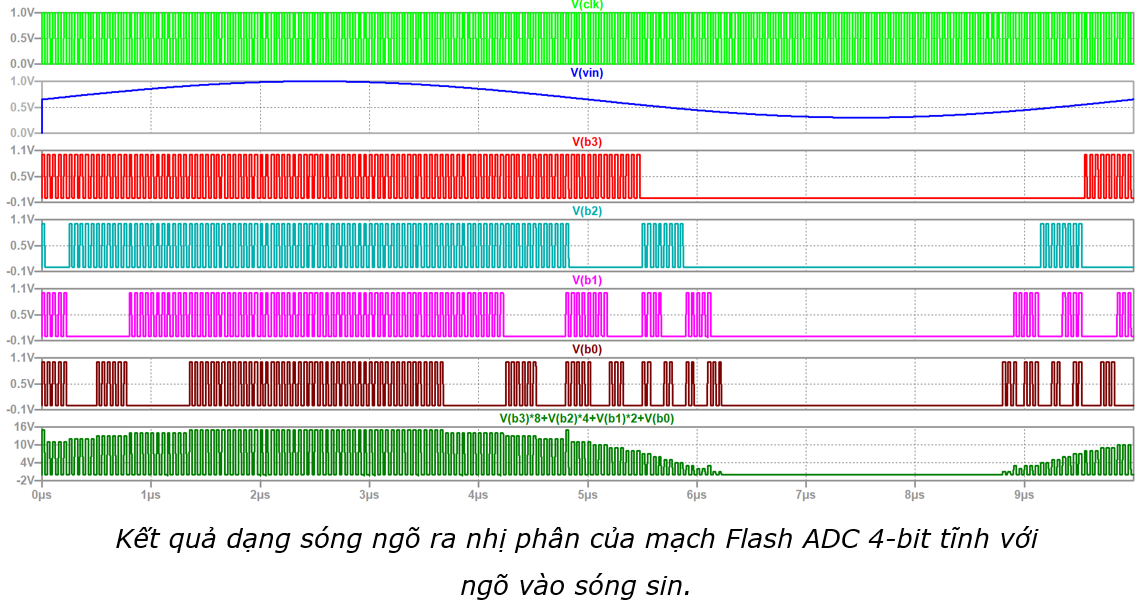 V(clk)
1.0V
0.5V
0.0V
V(vin)
1.0V
0.5V
0.0V
V(b3)
1.1V
0.5V
-0.1V
V(b2)
1.1V
0.5V
-0.1V
V(b1)
1.1V
0.5V
-0.1V
V(b0)
1.1V
0.5V
-0.1V
V(b3)*8+V(b2)*4+V(b1)*2+V(b0)
16V
10V
4V
-2V
0µs 1µs 2µs 3µs 4µs 5µs 6µs 7µs 8µs 9µs
Kết quả dạng sóng ngõ ra nhị phân của mạch Flash ADC 4-bit tĩnh với
ngõ vào sóng sin.